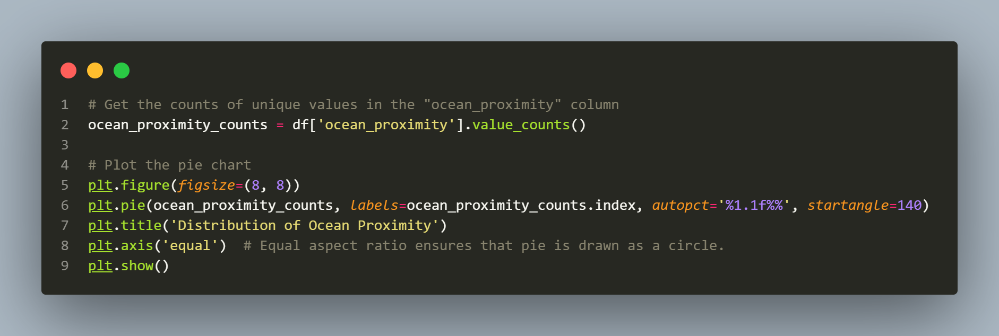 1 # Get the counts of unique values in the "ocean_proximity" column
2 ocean_proximity_counts = df['ocean_proximity'].value_counts()
3
4 # Plot the pie chart
5 plt.figure(figsize=(8, 8))
6 plt.pie(ocean_proximity_counts, labels=ocean_proximity_counts.index, autopct='%1.1f%%', startangle=140)
7 plt.title('Distribution of Ocean Proximity')
8 plt.axis('equal')  # Equal aspect ratio ensures that pie is drawn as a circle.
9 plt.show()